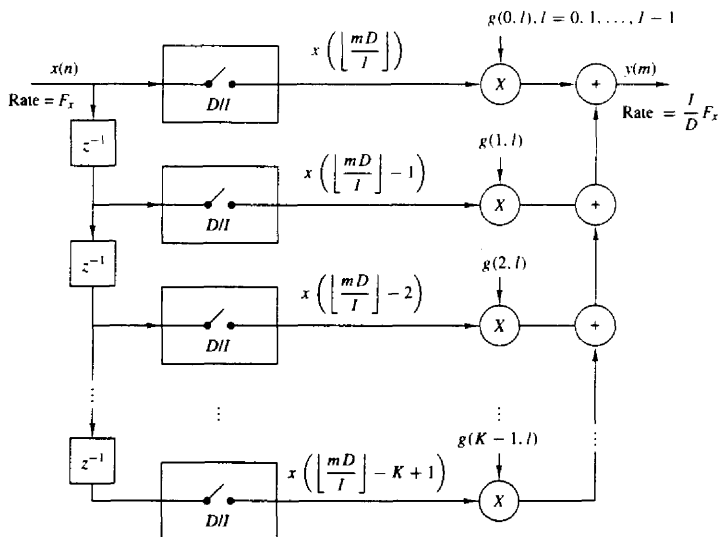 g(0, l), l = 0, 1, . . . , I − 1
x(n)
x(⌊mD/I⌋)
y(m)
Rate = F_x
D/I
X
+
Rate = I/D F_x
z⁻¹
g(1, l)
x(⌊mD/I⌋ − 1)
D/I
X
+
z⁻¹
g(2, l)
x(⌊mD/I⌋ − 2)
D/I
X
+
g(K − 1, l)
z⁻¹
x(⌊mD/I⌋ − K + 1)
D/I
X